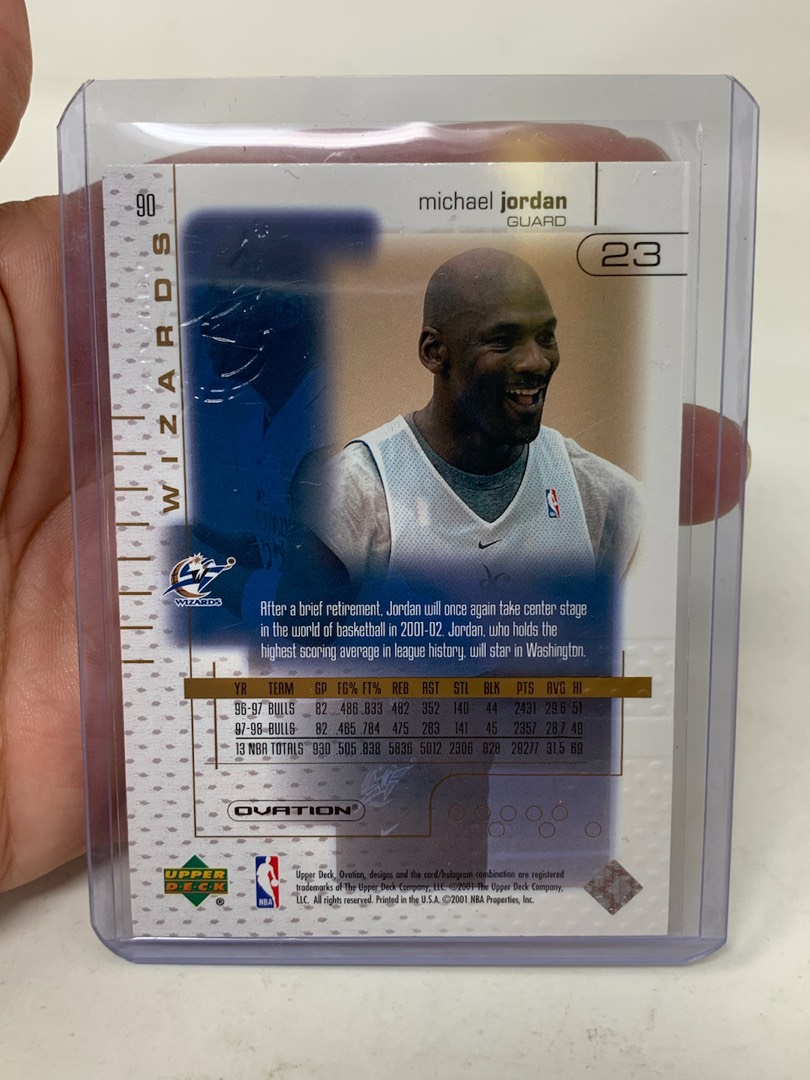 90
michael jordan
GUARD
23
WIZARDS
WIZARDS
After a brief retirement, Jordan will once again take center stage
in the world of basketball in 2001-02. Jordan, who holds the
highest scoring average in league history, will star in Washington.
YR TEAM GP FG% FT% REB AST STL BLK PTS AVG HI
96-97 BULLS 82 .486 .833 482 352 140 44 2431 29.6 51
97-98 BULLS 82 .465 .784 475 283 141 45 2357 28.7 49
13 NBA TOTALS 930 .505 .838 5836 5012 2306 828 29277 31.5 69
OVATION®
UPPER
DECK
®
NBA
Upper Deck, Ovation, designs and the card/hologram combination are registered
trademarks of The Upper Deck Company, LLC. ©2001 The Upper Deck Company,
LLC. All rights reserved. Printed in the U.S.A. ©2001 NBA Properties, Inc.